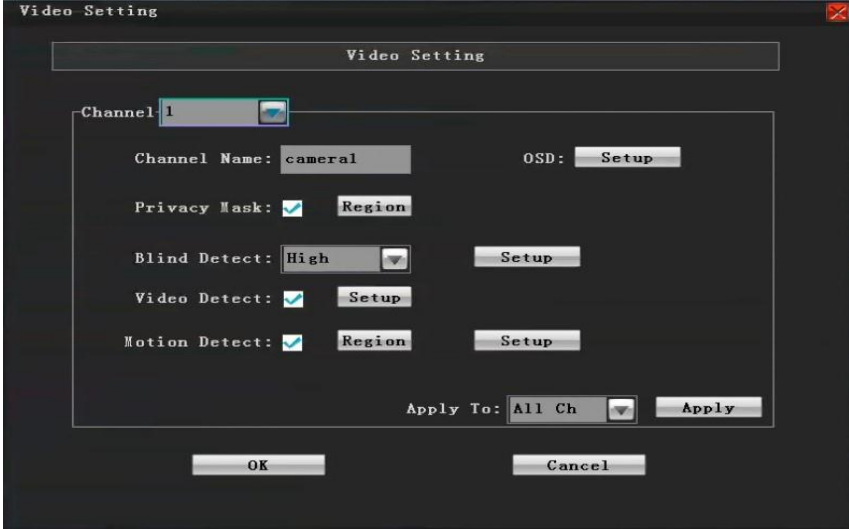 Video Setting
Video Setting
Channel 1
Channel Name: camera1 OSD: Setup
Privacy Mask: Region
Blind Detect: High Setup
Video Detect: Setup
Motion Detect: Region Setup
Apply To: All Ch Apply
OK Cancel